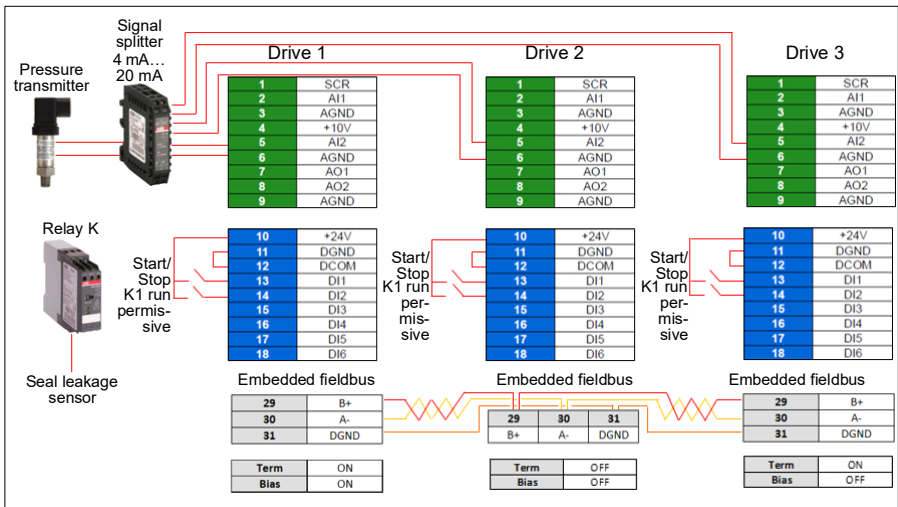 Signal
splitter
4 mA…
20 mA
Pressure
transmitter
Drive 1
Drive 2
Drive 3
1 SCR
2 AI1
3 AGND
4 +10V
5 AI2
6 AGND
7 AO1
8 AO2
9 AGND
1 SCR
2 AI1
3 AGND
4 +10V
5 AI2
6 AGND
7 AO1
8 AO2
9 AGND
1 SCR
2 AI1
3 AGND
4 +10V
5 AI2
6 AGND
7 AO1
8 AO2
9 AGND
Relay K
Seal leakage
sensor
Start/
Stop
K1 run
permis-
sive
10 +24V
11 DGND
12 DCOM
13 DI1
14 DI2
15 DI3
16 DI4
17 DI5
18 DI6
Start/
Stop
K1 run
per-
mis-
sive
10 +24V
11 DGND
12 DCOM
13 DI1
14 DI2
15 DI3
16 DI4
17 DI5
18 DI6
Start/
Stop
K1 run
per-
mis-
sive
10 +24V
11 DGND
12 DCOM
13 DI1
14 DI2
15 DI3
16 DI4
17 DI5
18 DI6
Embedded fieldbus
29 B+
30 A-
31 DGND
Term ON
Bias ON
Embedded fieldbus
29 30 31
B+ A- DGND
Term OFF
Bias OFF
Embedded fieldbus
29 B+
30 A-
31 DGND
Term ON
Bias OFF